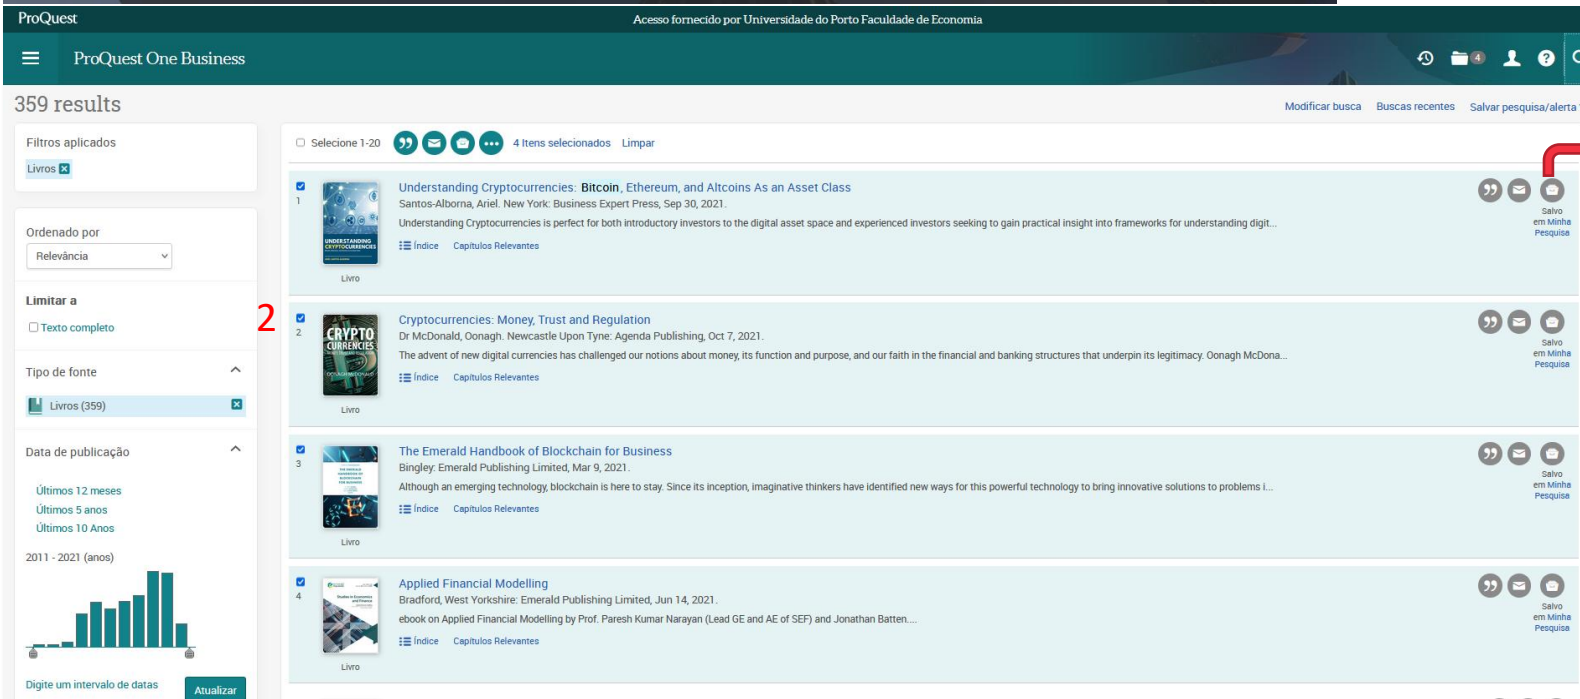 ProQuest
Acesso fornecido por Universidade do Porto Faculdade de Economia
ProQuest One Business
4
359 results
Modificar busca Buscas recentes Salvar pesquisa/alerta
Filtros aplicados
Livros
Ordenado por
Relevância
Limitar a
Texto completo
2
Tipo de fonte
Livros (359)
Data de publicação
Últimos 12 meses
Últimos 5 anos
Últimos 10 Anos
2011 - 2021 (anos)
Digite um intervalo de datas
Atualizar
Selecione 1-20
4 Itens selecionados Limpar
1
UNDERSTANDING
CRYPTOCURRENCIES
Livro
Understanding Cryptocurrencies: Bitcoin, Ethereum, and Altcoins As an Asset Class
Santos-Alborna, Ariel. New York: Business Expert Press, Sep 30, 2021.
Understanding Cryptocurrencies is perfect for both introductory investors to the digital asset space and experienced investors seeking to gain practical insight into frameworks for understanding digit...
Índice Capítulos Relevantes
Salvo
em Minha
Pesquisa
2
CRYPTO
CURRENCIES
Livro
Cryptocurrencies: Money, Trust and Regulation
Dr McDonald, Oonagh. Newcastle Upon Tyne: Agenda Publishing, Oct 7, 2021.
The advent of new digital currencies has challenged our notions about money, its function and purpose, and our faith in the financial and banking structures that underpin its legitimacy. Oonagh McDona...
Índice Capítulos Relevantes
Salvo
em Minha
Pesquisa
3
Livro
The Emerald Handbook of Blockchain for Business
Bingley: Emerald Publishing Limited, Mar 9, 2021.
Although an emerging technology, blockchain is here to stay. Since its inception, imaginative thinkers have identified new ways for this powerful technology to bring innovative solutions to problems i...
Índice Capítulos Relevantes
Salvo
em Minha
Pesquisa
4
Livro
Applied Financial Modelling
Bradford, West Yorkshire: Emerald Publishing Limited, Jun 14, 2021.
ebook on Applied Financial Modelling by Prof. Paresh Kumar Narayan (Lead GE and AE of SEF) and Jonathan Batten....
Índice Capítulos Relevantes
Salvo
em Minha
Pesquisa